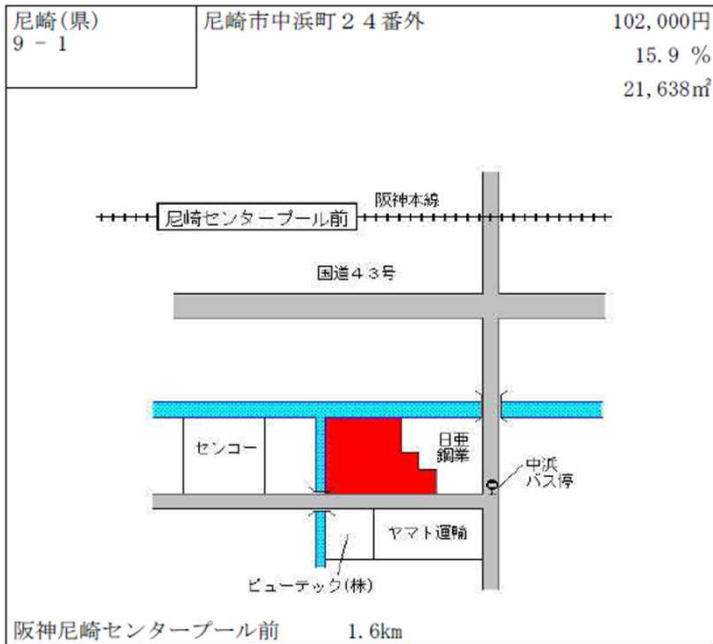 尼崎(県)
9 - 1
尼崎市中浜町２４番外
102,000円
15.9 %
21,638㎡
阪神本線
尼崎センタープール前
国道４３号
センコー
日亜
鋼業
中浜
バス停
ヤマト運輸
ビューテック(株)
阪神尼崎センタープール前 1.6km